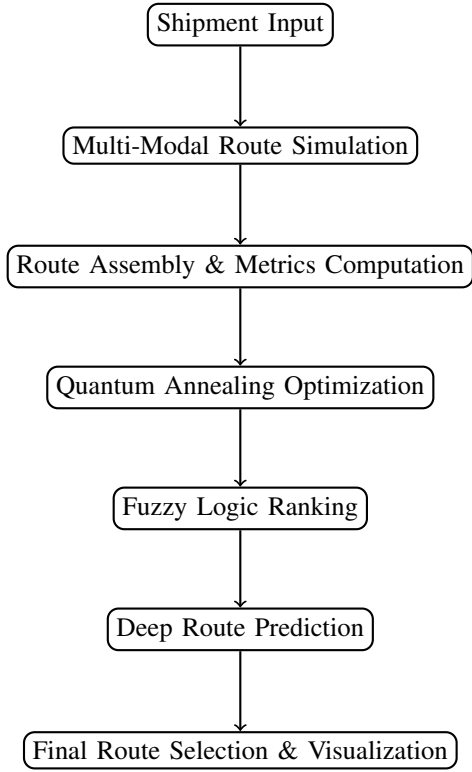 Shipment Input
Multi-Modal Route Simulation
Route Assembly & Metrics Computation
Quantum Annealing Optimization
Fuzzy Logic Ranking
Deep Route Prediction
Final Route Selection & Visualization